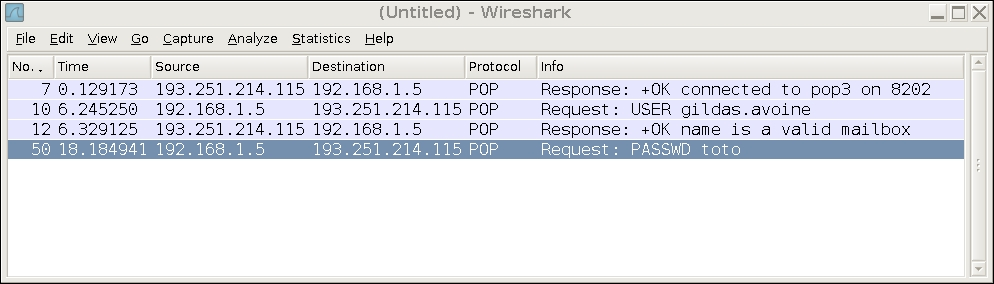 (Untitled) - Wireshark
File Edit View Go Capture Analyze Statistics Help
No. . Time Source Destination Protocol Info
7 0.129173 193.251.214.115 192.168.1.5 POP Response: +OK connected to pop3 on 8202
10 6.245250 192.168.1.5 193.251.214.115 POP Request: USER gildas.avoine
12 6.329125 193.251.214.115 192.168.1.5 POP Response: +OK name is a valid mailbox
50 18.184941 192.168.1.5 193.251.214.115 POP Request: PASSWD toto